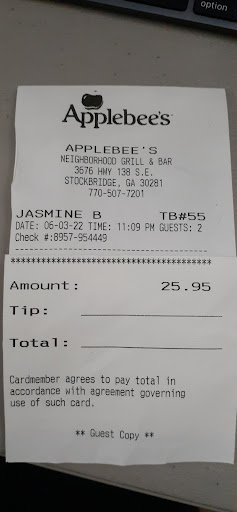 option
Applebee's
APPLEBEE'S
NEIGHBORHOOD GRILL & BAR
3676 HWY 138 S.E.
STOCKBRIDGE, GA 30281
770-507-7201
JASMINE B TB#55
DATE: 06-03-22 TIME: 11:09 PM GUESTS: 2
Check #:8957-954449
----------------------------------------
****************************************
Amount: 25.95
Tip:
Total:
Cardmember agrees to pay total in
accordance with agreement governing
use of such card.
** Guest Copy **